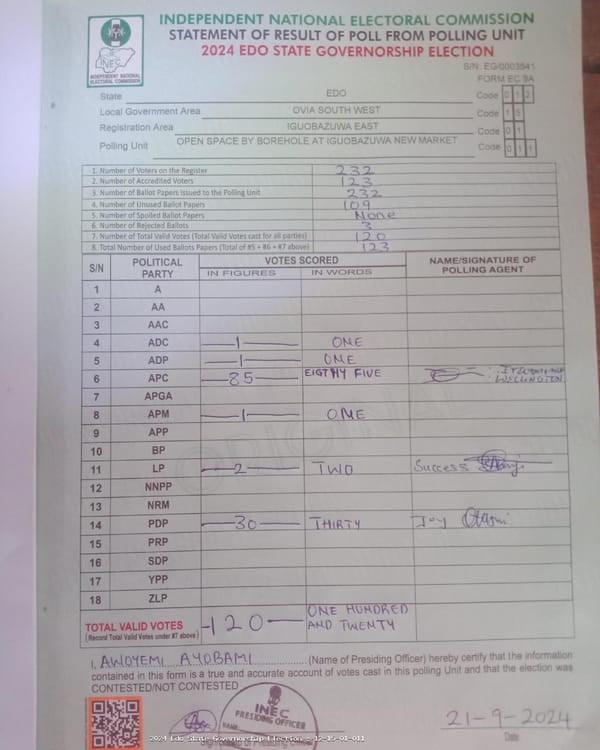 INDEPENDENT NATIONAL ELECTORAL COMMISSION
STATEMENT OF RESULT OF POLL FROM POLLING UNIT
2024 EDO STATE GOVERNORSHIP ELECTION
INEC
INDEPENDENT NATIONAL
ELECTORAL COMMISSION
S/N: EG/0003641
FORM EC 8A
State EDO Code 0 1 2
Local Government Area OVIA SOUTH WEST Code 1 5
Registration Area IGUOBAZUWA EAST Code 0 1
Polling Unit OPEN SPACE BY BOREHOLE AT IGUOBAZUWA NEW MARKET Code 0 1 1
1. Number of Voters on the Register 232
2. Number of Accredited Voters 123
3. Number of Ballot Papers Issued to the Polling Unit 232
4. Number of Unused Ballot Papers 109
5. Number of Spoiled Ballot Papers None
6. Number of Rejected Ballots 3
7. Number of Total Valid Votes (Total Valid Votes cast for all parties) 120
8. Total Number of Used Ballots Papers (Total of #5 + #6 + #7 above) 123
S/N POLITICAL PARTY VOTES SCORED NAME/SIGNATURE OF POLLING AGENT
IN FIGURES IN WORDS
1 A
2 AA
3 AAC
4 ADC 1 ONE
5 ADP 1 ONE
6 APC 85 EIGTHY FIVE WELLINGTON
7 APGA
8 APM 1 ONE
9 APP
10 BP
11 LP 2 TWO Success
12 NNPP
13 NRM
14 PDP 30 THIRTY Joy
15 PRP
16 SDP
17 YPP
18 ZLP
TOTAL VALID VOTES 120 ONE HUNDRED AND TWENTY
(Record Total Valid Votes under #7 above)
I, AWOYEMI AYOBAMI (Name of Presiding Officer) hereby certify that the information
contained in this form is a true and accurate account of votes cast in this polling Unit and that the election was
CONTESTED/NOT CONTESTED
INEC
PRESIDING OFFICER
NAME
21-9-2024
Date
2024 Edo State Governorship Election - 12-15-01-011